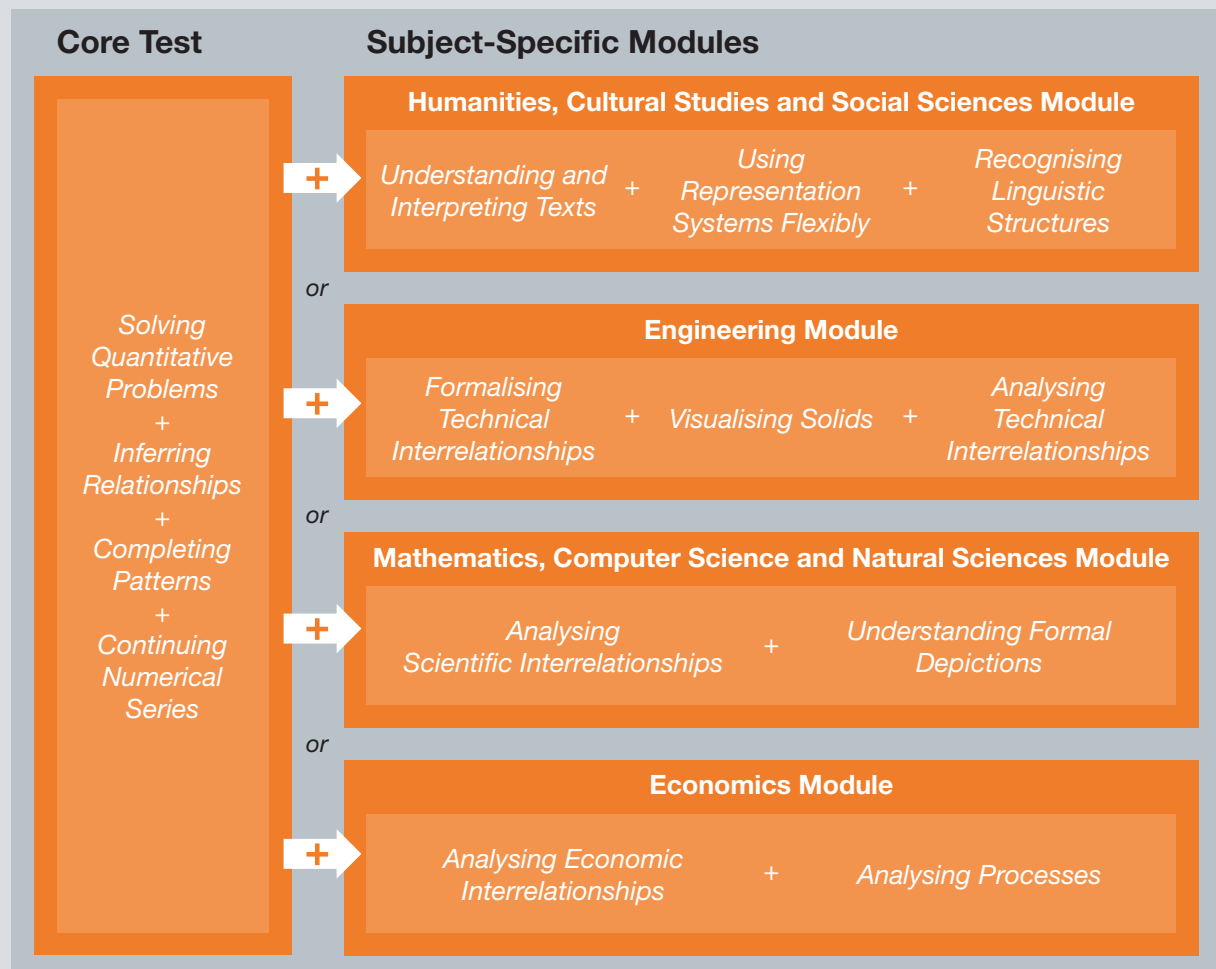 Core Test
Solving
Quantitative
Problems
+
Inferring
Relationships
+
Completing
Patterns
+
Continuing
Numerical
Series
Subject-Specific Modules
+
Humanities, Cultural Studies and Social Sciences Module
Understanding and
Interpreting Texts
+
Using
Representation
Systems Flexibly
+
Recognising
Linguistic
Structures
or
+
Engineering Module
Formalising
Technical
Interrelationships
+
Visualising Solids
+
Analysing
Technical
Interrelationships
or
+
Mathematics, Computer Science and Natural Sciences Module
Analysing
Scientific Interrelationships
+
Understanding Formal
Depictions
or
+
Economics Module
Analysing Economic
Interrelationships
+
Analysing Processes